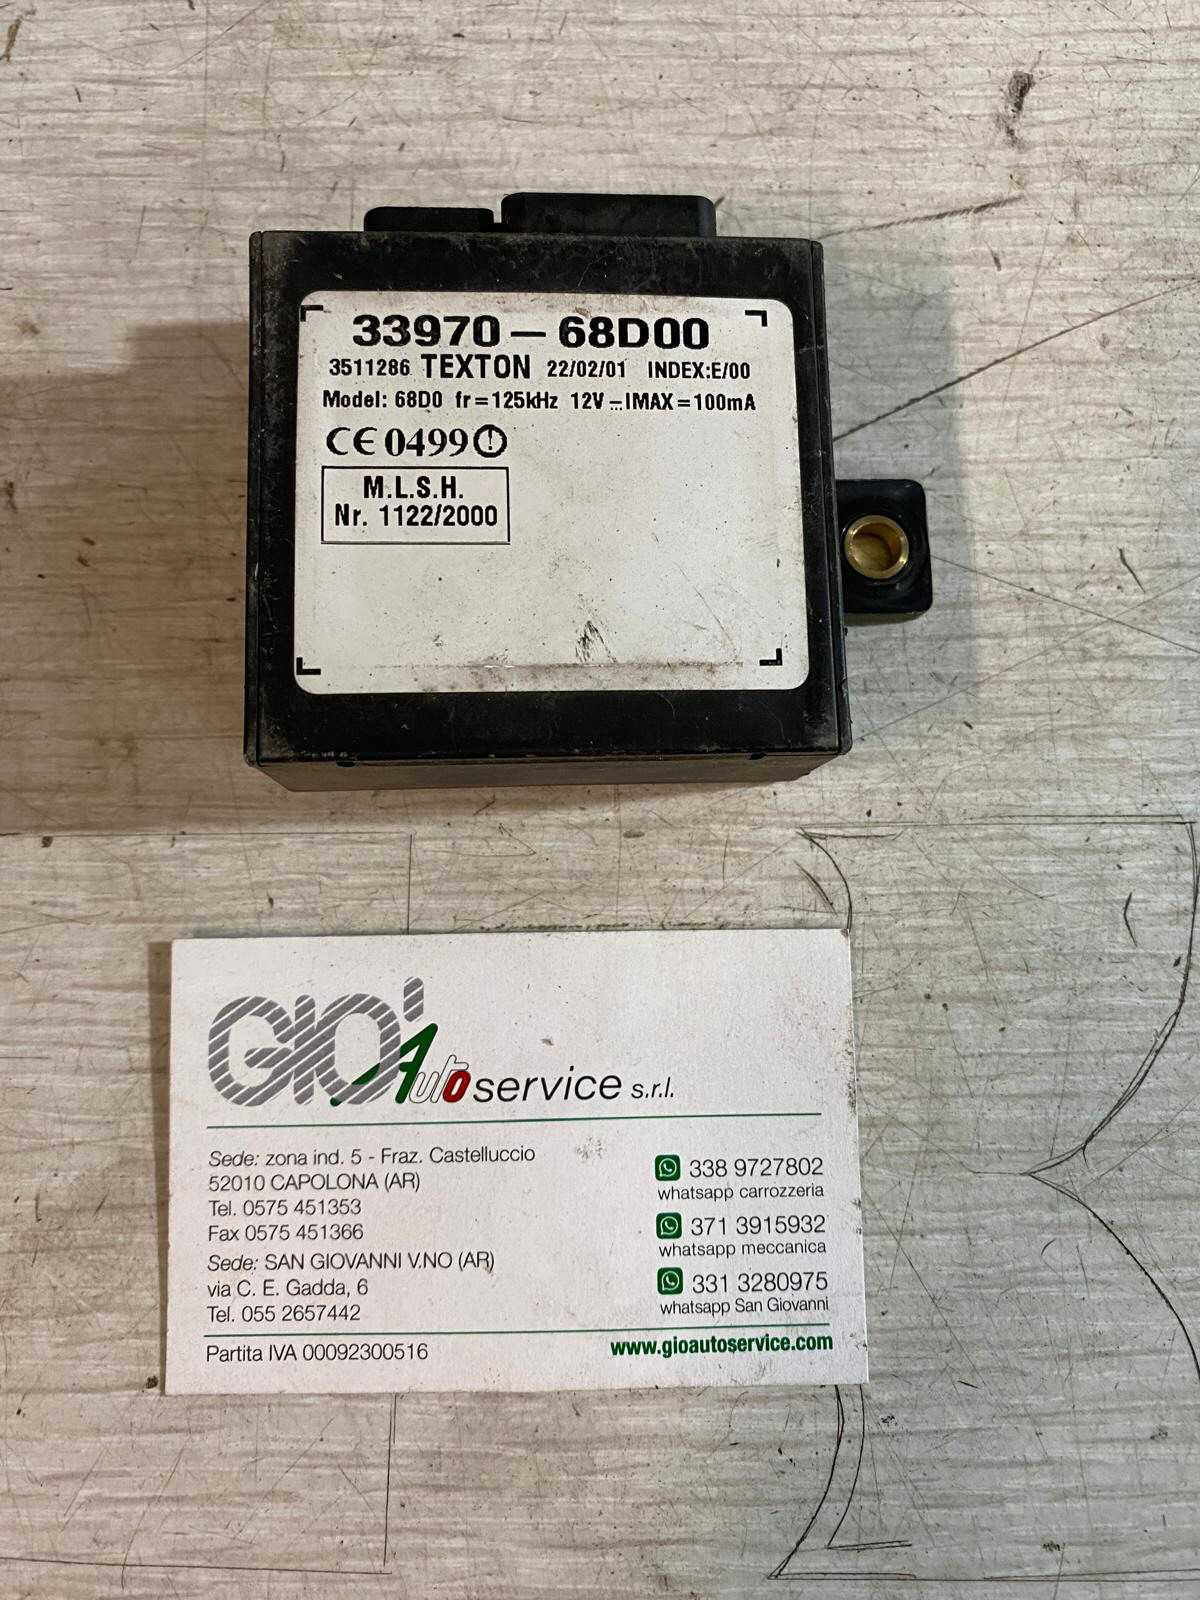 33970-68D00
3511286 TEXTON 22/02/01 INDEX:E/00
Model: 68D0 fr=125kHz 12V⎓IMAX=100mA
CE 0499
M.L.S.H.
Nr. 1122/2000
GIO' Auto service s.r.l.
Sede: zona ind. 5 - Fraz. Castelluccio
52010 CAPOLONA (AR)
Tel. 0575 451353
Fax 0575 451366
Sede: SAN GIOVANNI V.NO (AR)
via C. E. Gadda, 6
Tel. 055 2657442
338 9727802
whatsapp carrozzeria
371 3915932
whatsapp meccanica
331 3280975
whatsapp San Giovanni
Partita IVA 00092300516
www.gioautoservice.com